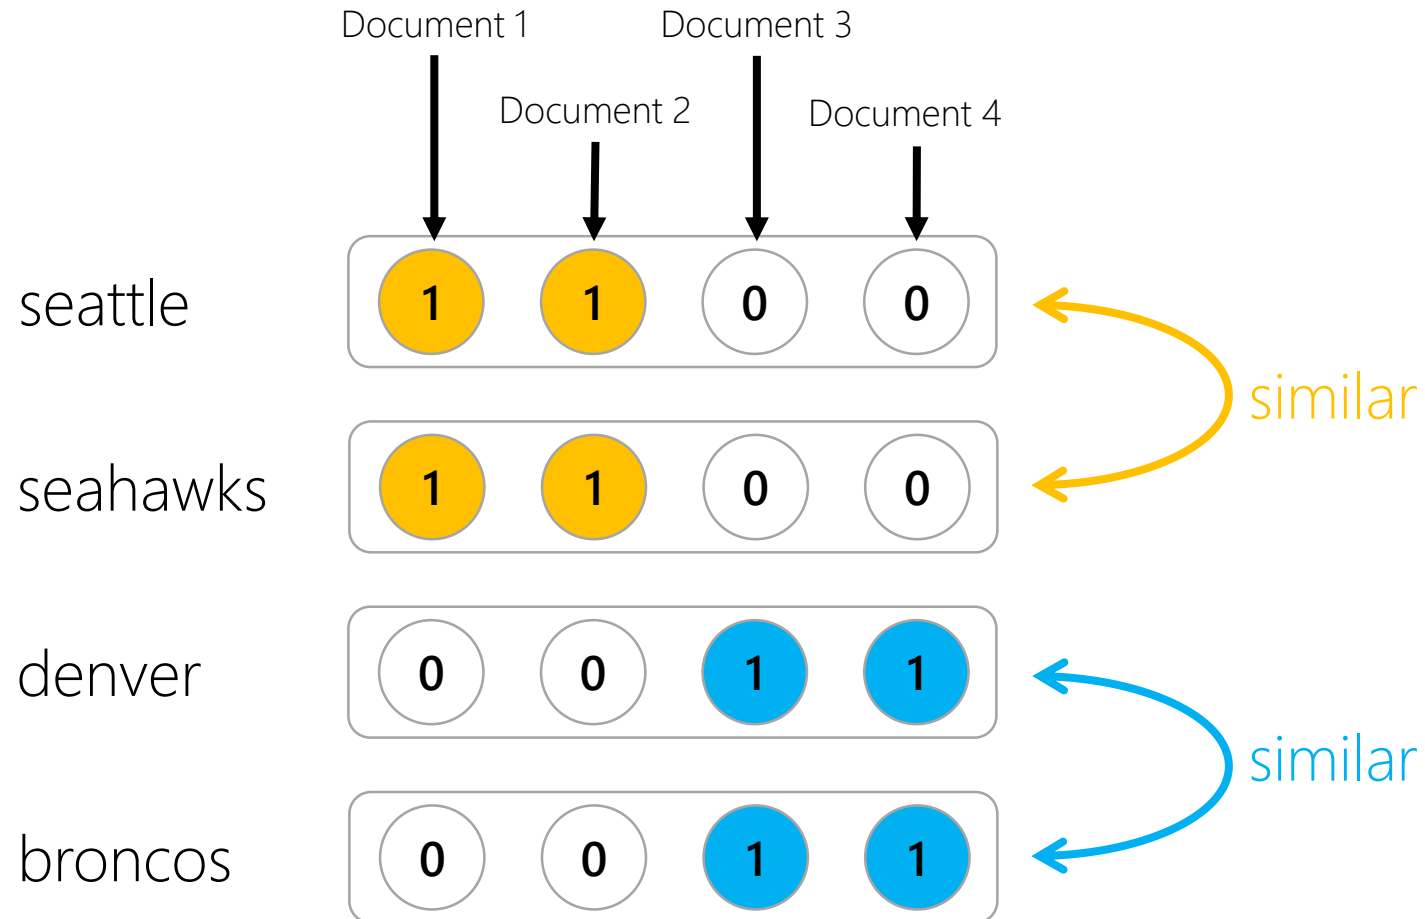 Document 1
Document 3
Document 2
Document 4
seattle 1 1 0 0
similar
seahawks 1 1 0 0
denver 0 0 1 1
similar
broncos 0 0 1 1